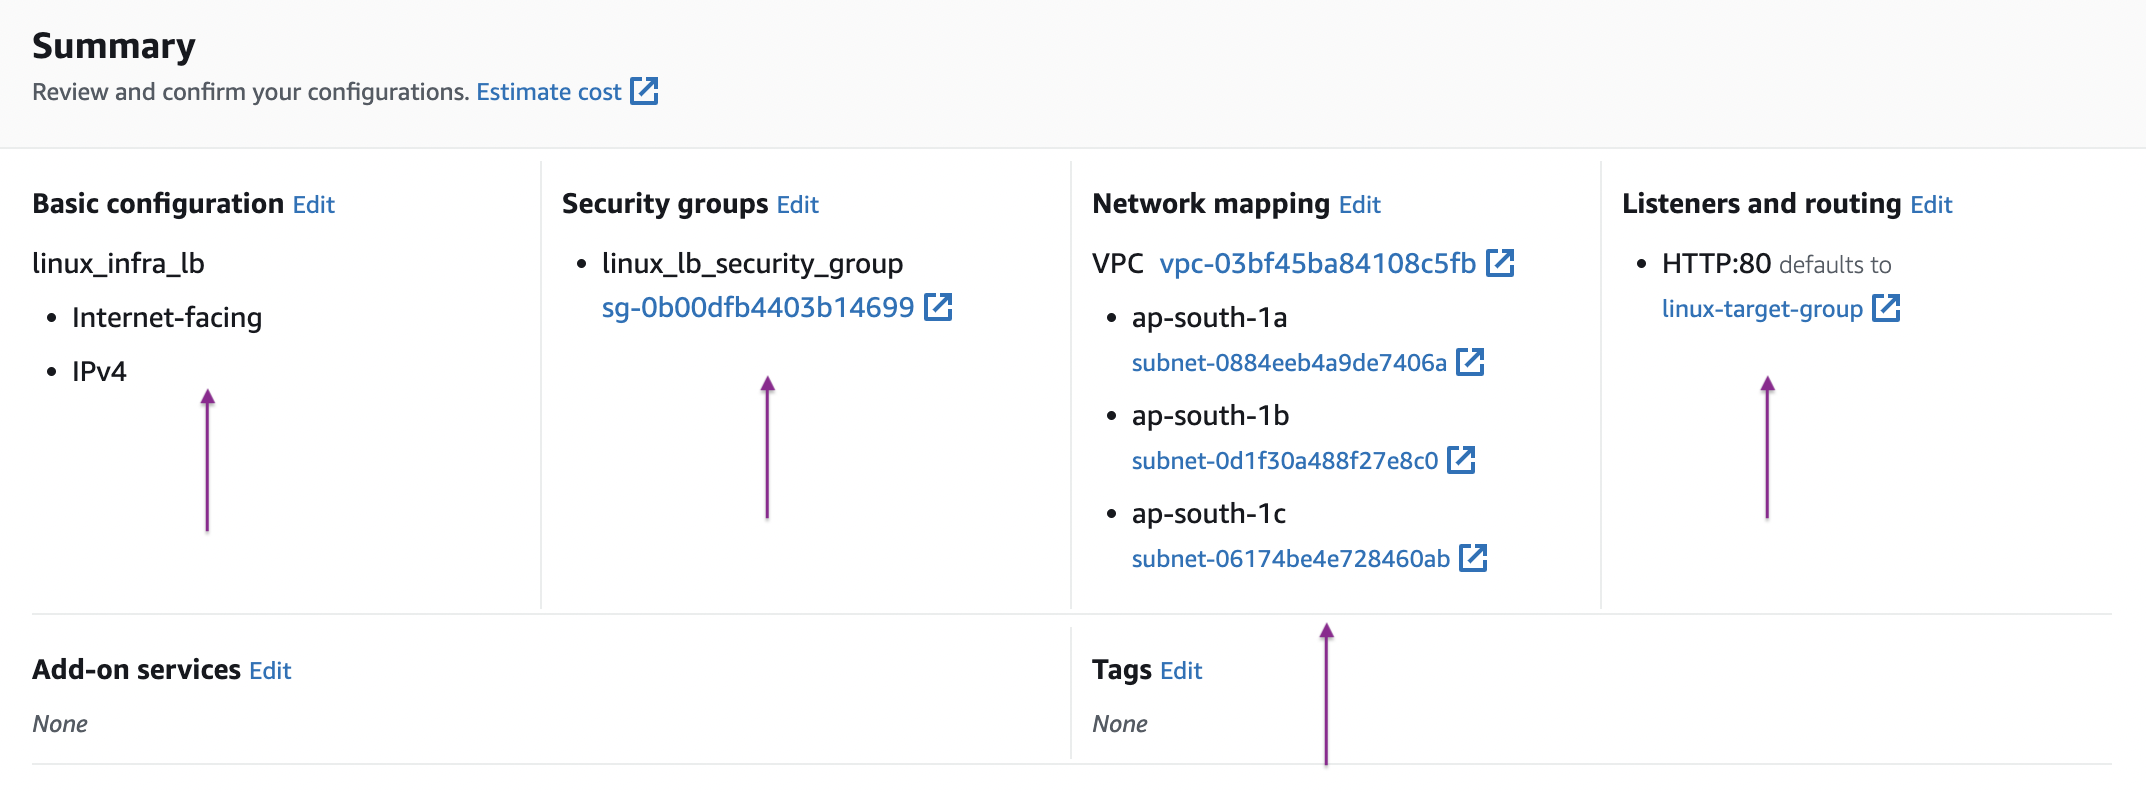 Summary
Review and confirm your configurations. Estimate cost
Basic configuration Edit
linux_infra_lb
• Internet-facing
• IPv4
Security groups Edit
• linux_lb_security_group
sg-0b00dfb4403b14699
Network mapping Edit
VPC vpc-03bf45ba84108c5fb
• ap-south-1a
subnet-0884eeb4a9de7406a
• ap-south-1b
subnet-0d1f30a488f27e8c0
• ap-south-1c
subnet-06174be4e728460ab
Listeners and routing Edit
• HTTP:80 defaults to
linux-target-group
Add-on services Edit
None
Tags Edit
None